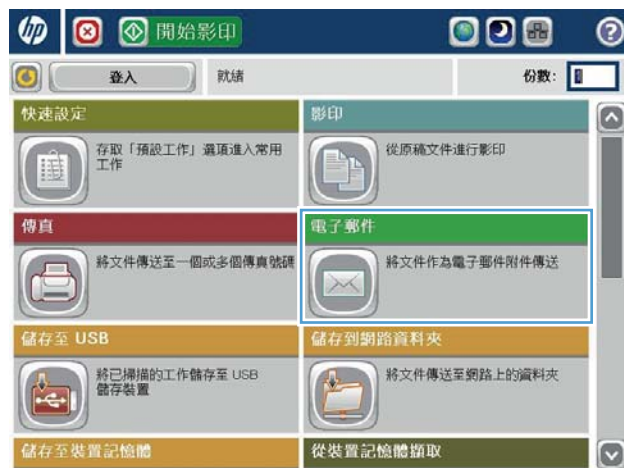 hp
開始影印
?
登入
就緒
份數: 1
快速設定
存取「預設工作」選項進入常用
工作
影印
從原稿文件進行影印
傳真
將文件傳送至一個或多個傳真號碼
電子郵件
將文件作為電子郵件附件傳送
儲存至 USB
將已掃描的工作儲存至 USB
儲存裝置
儲存到網路資料夾
將文件傳送至網路上的資料夾
儲存至裝置記憶體
從裝置記憶體擷取